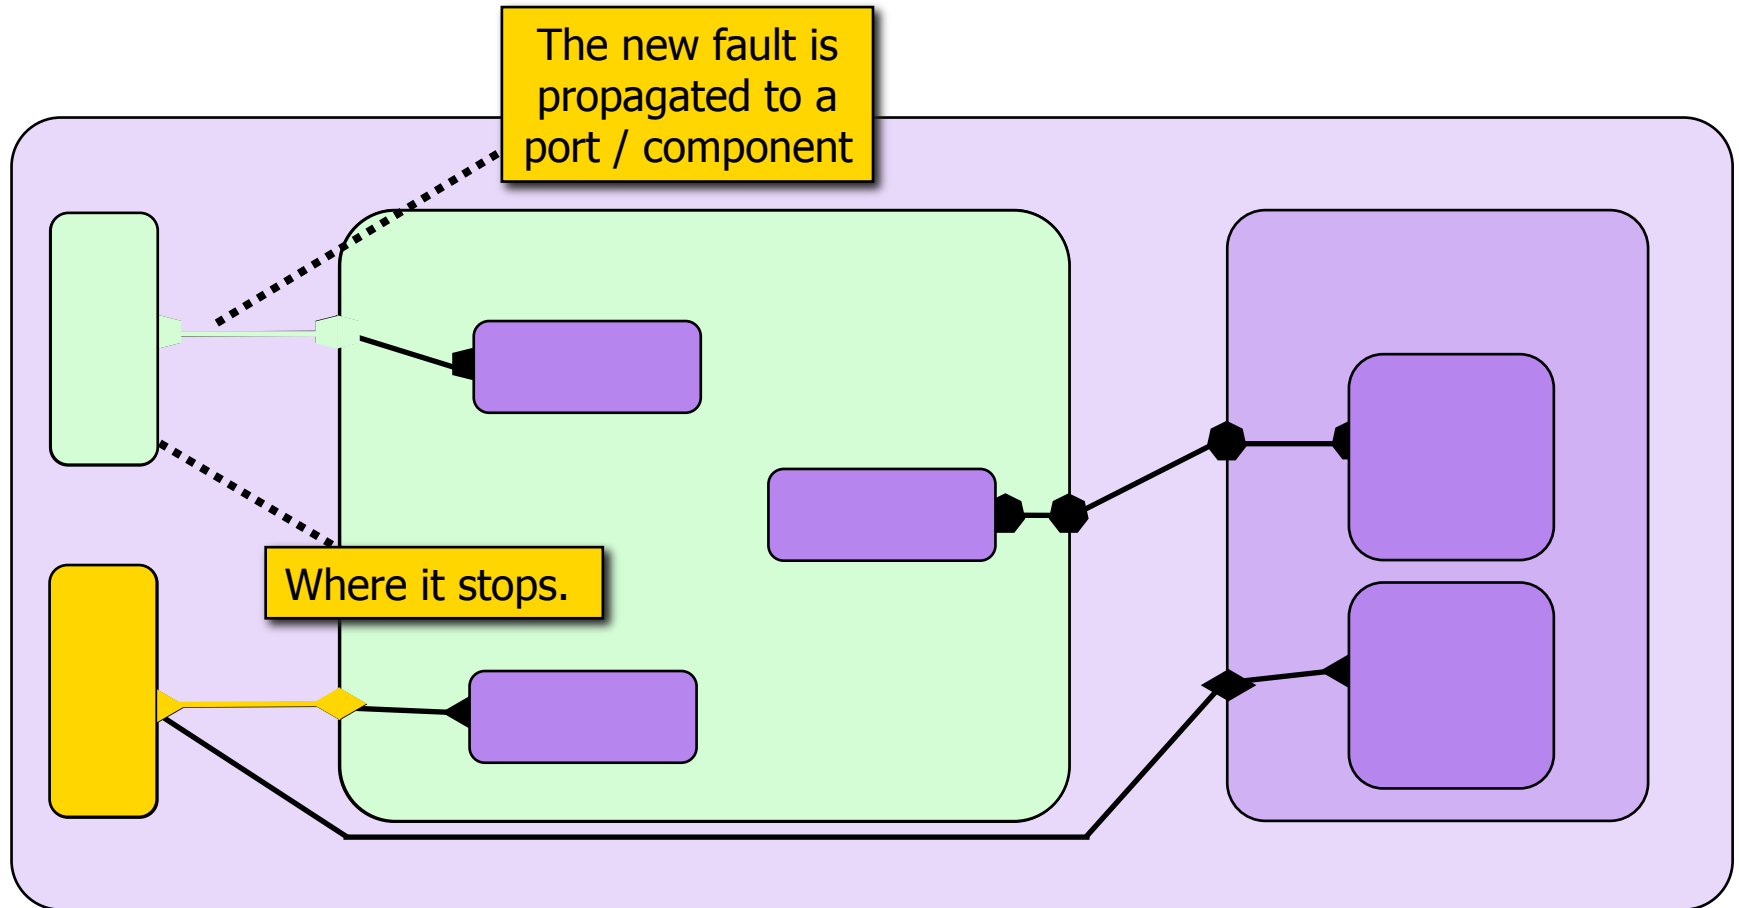 The new fault is
propagated to a
port / component
Where it stops.